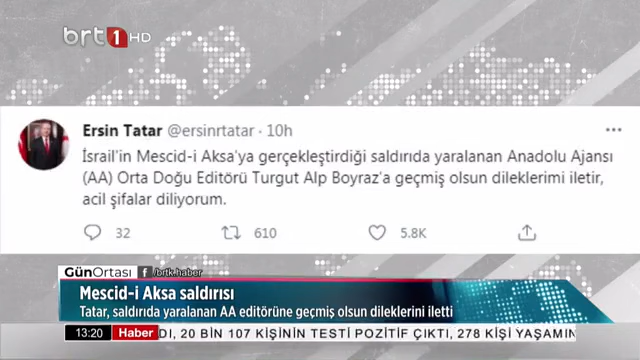 brt 1 HD
Ersin Tatar @ersinrtatar · 10h
İsrail'in Mescid-i Aksa'ya gerçekleştirdiği saldırıda yaralanan Anadolu Ajansı
(AA) Orta Doğu Editörü Turgut Alp Boyraz'a geçmiş olsun dileklerimi iletir,
acil şifalar diliyorum.
32 610 5.8K
GünOrtası f /brtk.haber
Mescid-i Aksa saldırısı
Tatar, saldırıda yaralanan AA editörüne geçmiş olsun dileklerini iletti
13:20 Haber DI, 20 BİN 107 KİŞİNİN TESTİ POZİTİF ÇIKTI, 278 KİŞİ YAŞAMIN